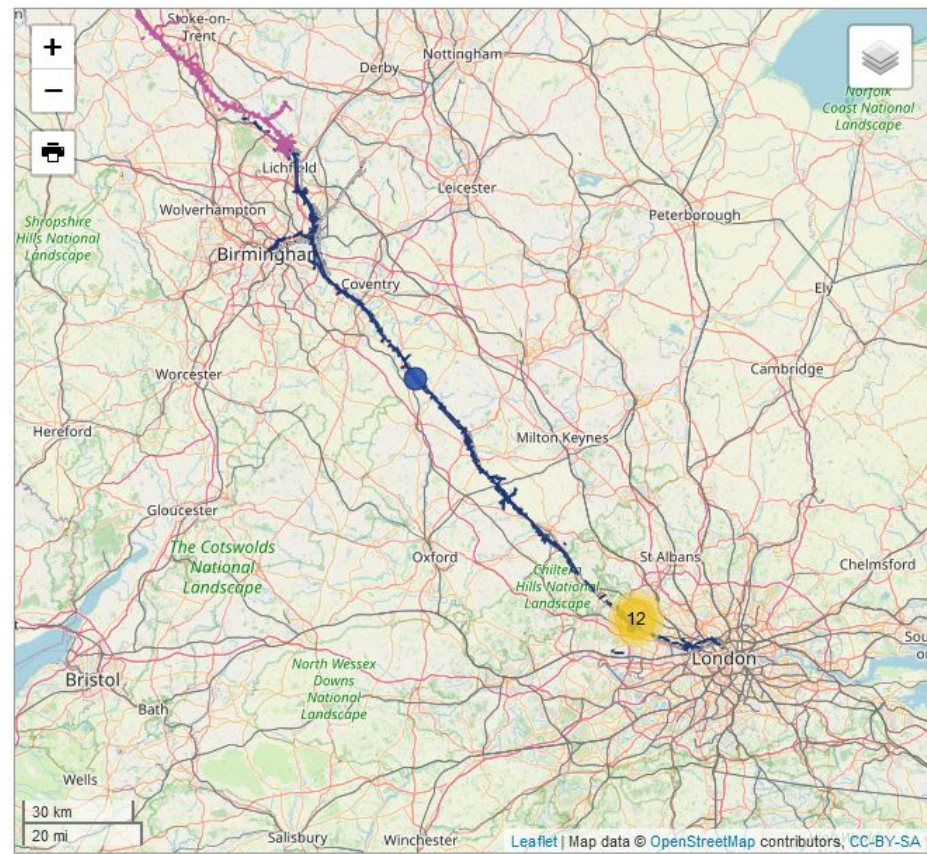 Stoke-on-
Trent
+
Nottingham
Derby
−
Norfolk
Coast National
Landscape
Lichfield
Leicester
Wolverhampton
Peterborough
Shropshire
Hills National
Landscape
Birmingham
Coventry
Ely
Worcester
Cambridge
Hereford
Milton Keynes
Gloucester
The Cotswolds
National
Landscape
Oxford
St Albans
Chelmsford
Chiltern
Hills National
Landscape
12
London
North Wessex
Downs
National
Landscape
Bristol
Bath
Wells
30 km
20 mi
Salisbury
Winchester
Leaflet | Map data © OpenStreetMap contributors, CC-BY-SA